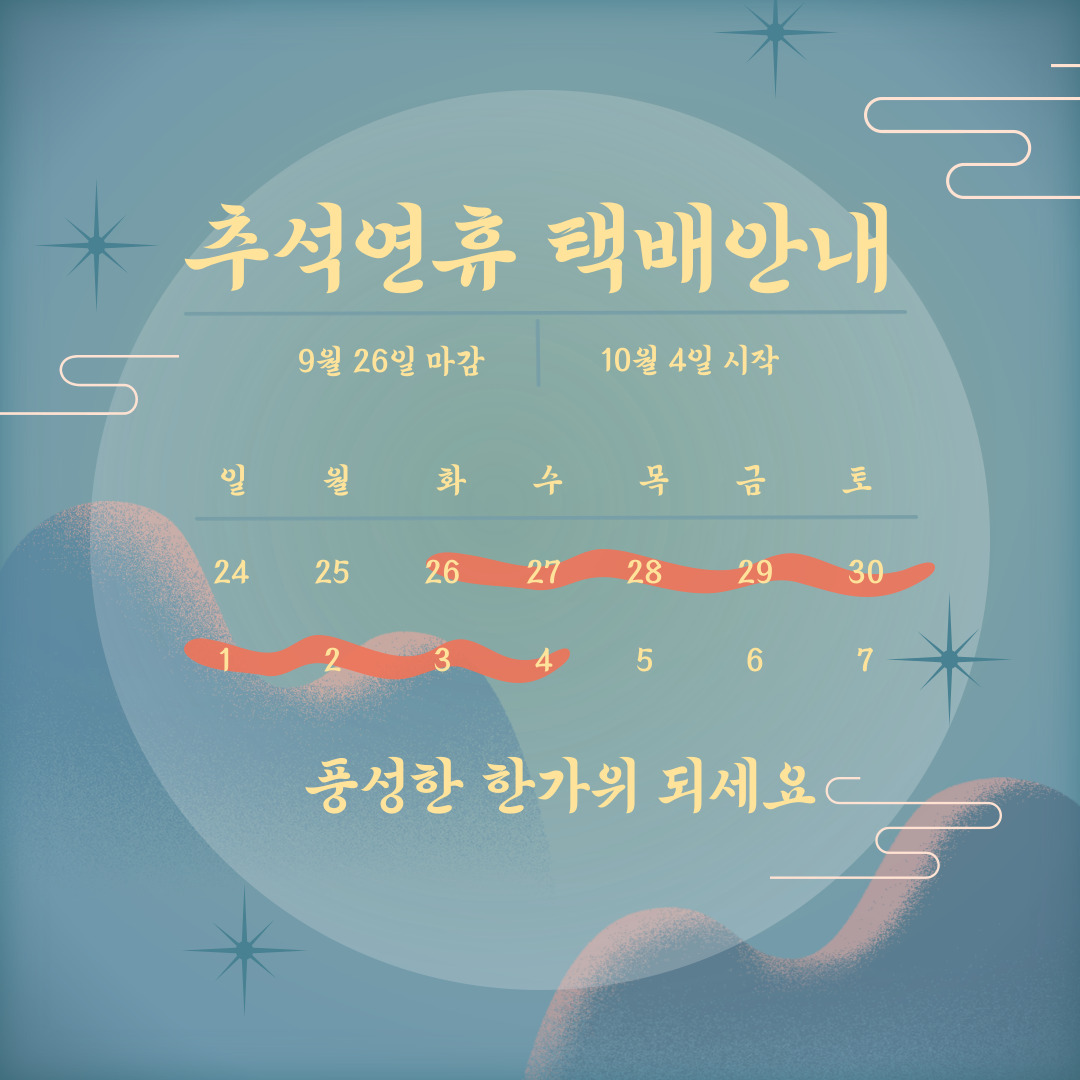 추석연휴 택배안내
9월 26일 마감 10월 4일 시작
일 월 화 수 목 금 토
24 25 26 27 28 29 30
1 2 3 4 5 6 7
풍성한 한가위 되세요